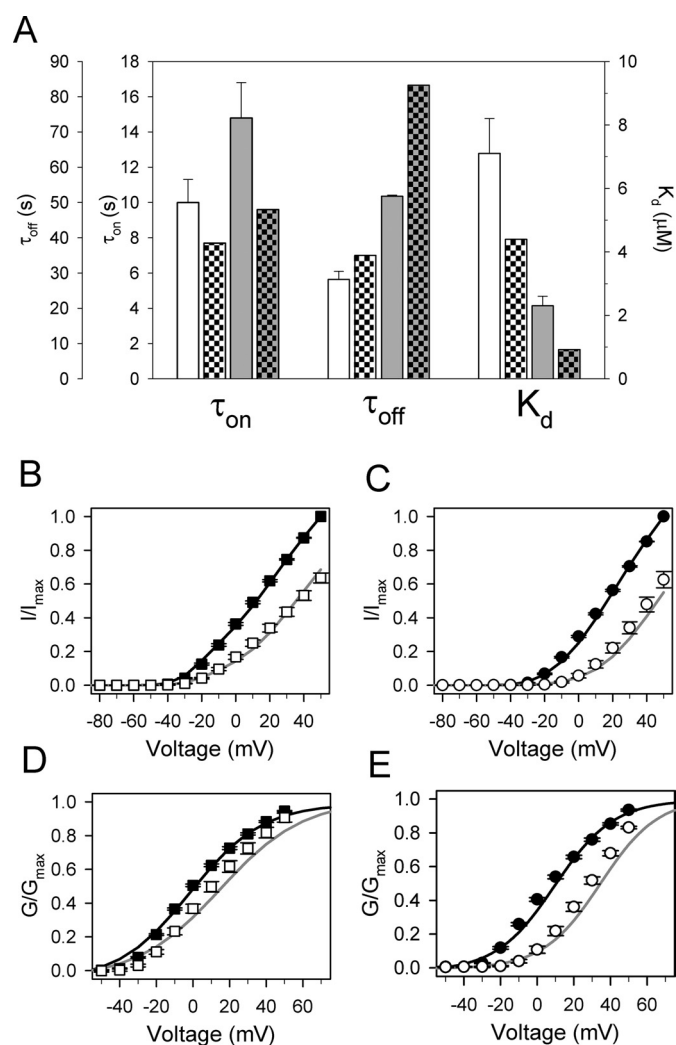 A
90 18 10
80 16
70 14 8
60 12
50 10 6
40 8
30 6 4
20 4 2
10 2
0 0 0
τoff (s)
τon (s)
Kd (μM)
τon τoff Kd
B
1.0
0.8
0.6
0.4
0.2
0.0
I/Imax
-80 -60 -40 -20 0 20 40
Voltage (mV)
C
1.0
0.8
0.6
0.4
0.2
0.0
I/Imax
-80 -60 -40 -20 0 20 40
Voltage (mV)
D
1.0
0.8
0.6
0.4
0.2
0.0
G/Gmax
-40 -20 0 20 40 60
Voltage (mV)
E
1.0
0.8
0.6
0.4
0.2
0.0
G/Gmax
-40 -20 0 20 40 60
Voltage (mV)